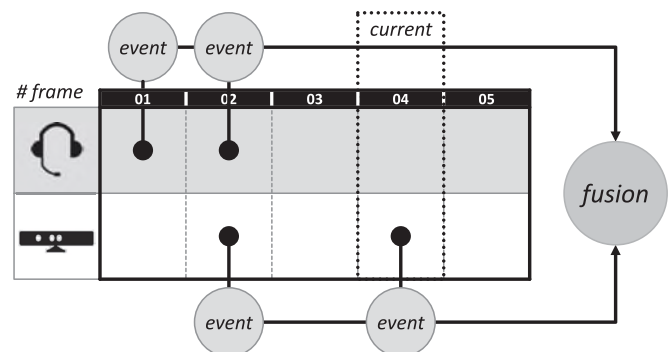 event event current
# frame
01 02 03 04 05
fusion
event event